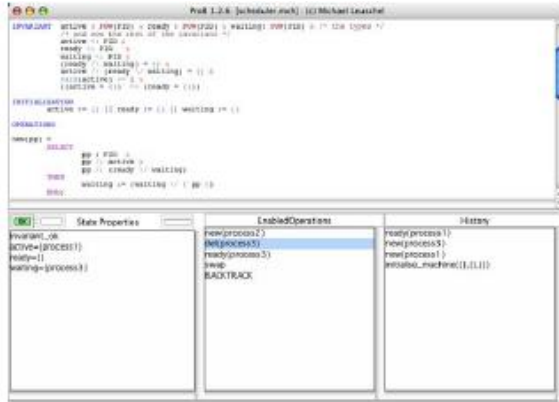 ProB 1.2.6: [scheduler.mch] - (c) Michael Leuschel
INVARIANT active : POW(PID) & ready : POW(PID) & waiting: POW(PID) & /* the types */
/* and now the rest of the invariant */
active <: PID &
ready <: PID &
waiting <: PID &
(ready /\ waiting) = {} &
active /\ (ready \/ waiting) = {} &
card(active) <= 1 &
((active = {}) => (ready = {}))
INITIALISATION
active := {} || ready := {} || waiting := {}
OPERATIONS
new(pp) =
SELECT
pp : PID &
pp /: active &
pp /: (ready \/ waiting)
THEN
waiting := (waiting \/ { pp })
END;
OK State Properties
invariant_ok
active={process1}
ready={}
waiting={process3}
EnabledOperations
new(process2)
del(process3)
ready(process3)
swap
BACKTRACK
History
ready(process1)
new(process3)
new(process1)
initialise_machine({},{},{})